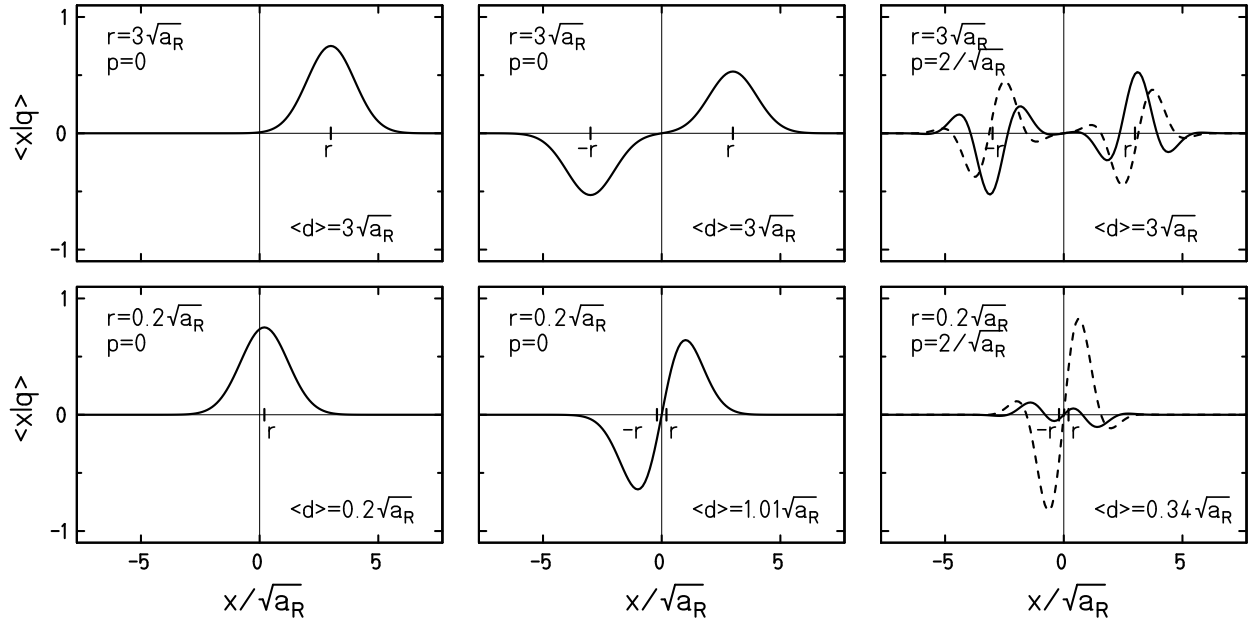 1
0
-1
<x|q>
r=3√a_R
p=0
r
<d>=3√a_R
r=3√a_R
p=0
-r
r
<d>=3√a_R
r=3√a_R
p=2/√a_R
-r
r
<d>=3√a_R
1
0
-1
<x|q>
r=0.2√a_R
p=0
r
<d>=0.2√a_R
-5
0
5
x/√a_R
r=0.2√a_R
p=0
-r
r
<d>=1.01√a_R
-5
0
5
x/√a_R
r=0.2√a_R
p=2/√a_R
-r
r
<d>=0.34√a_R
-5
0
5
x/√a_R